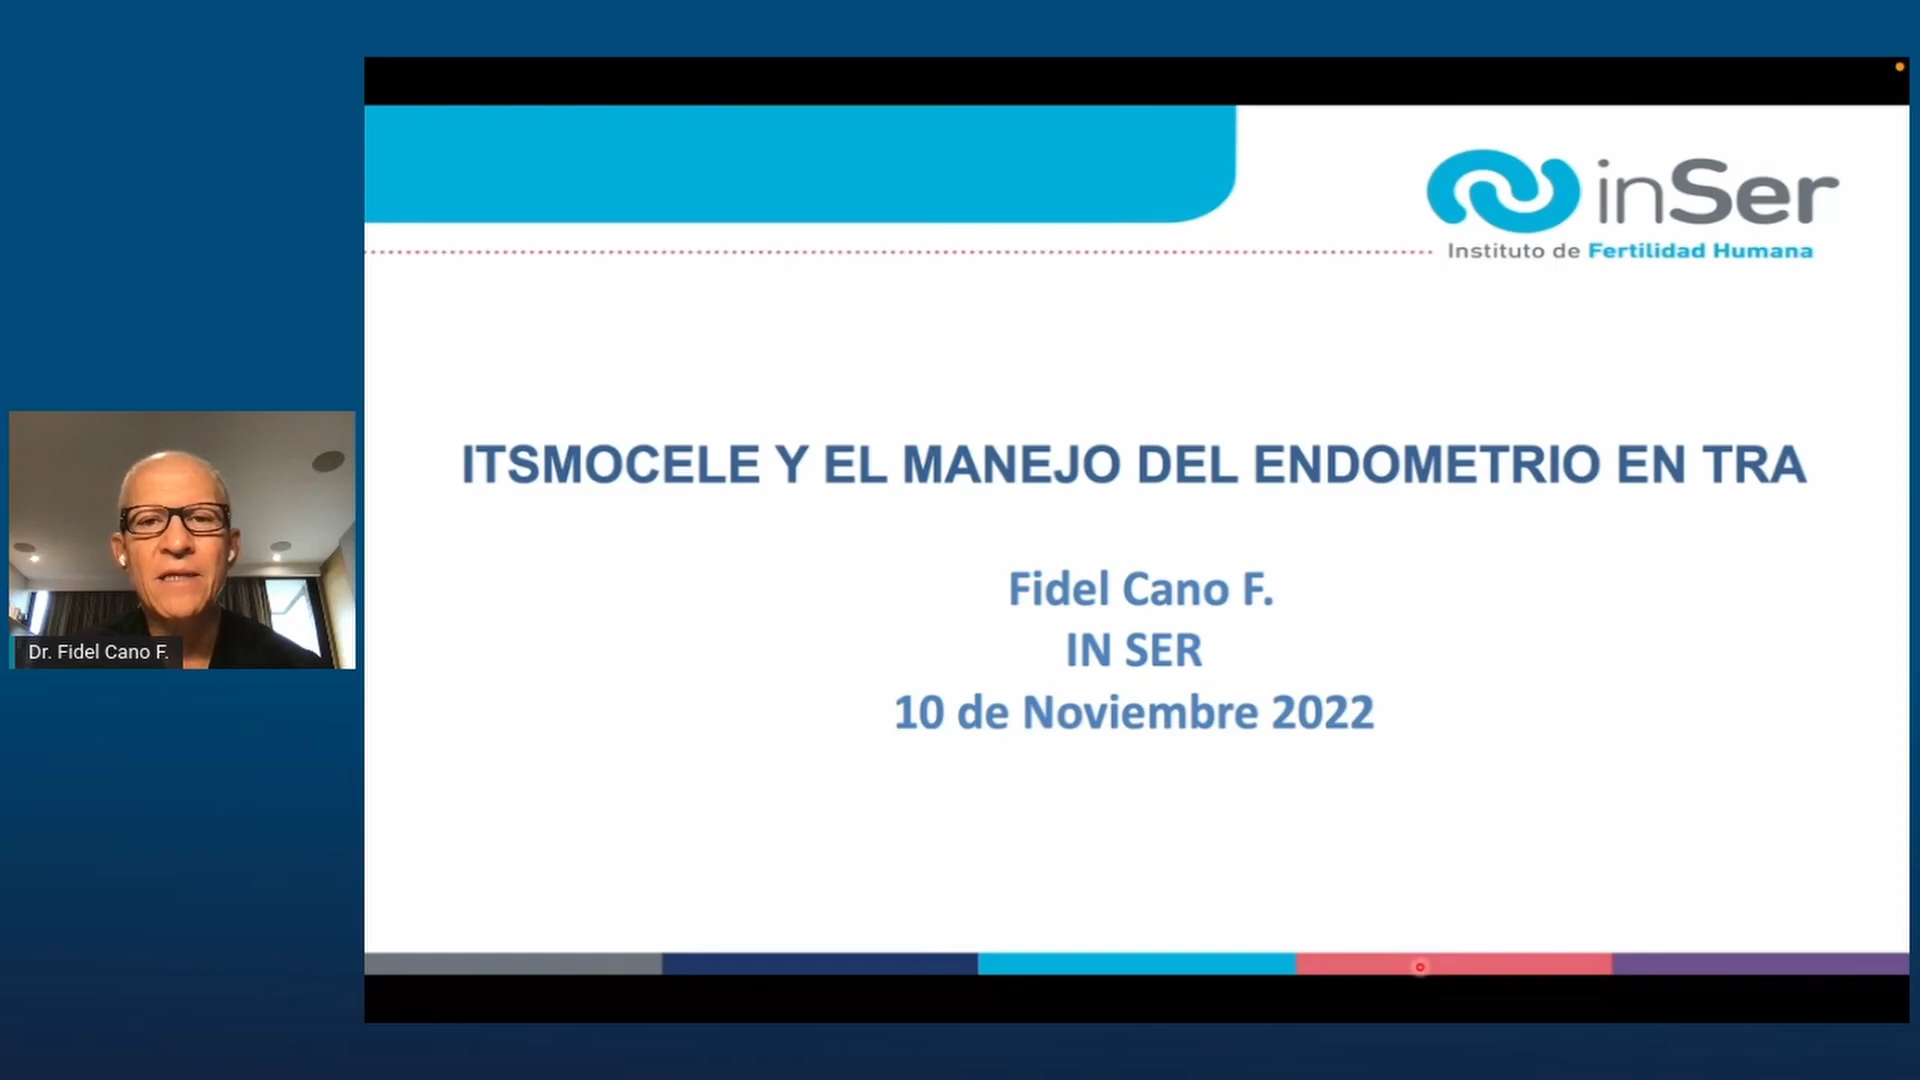 inSer
Instituto de Fertilidad Humana
ITSMOCELE Y EL MANEJO DEL ENDOMETRIO EN TRA
Fidel Cano F.
IN SER
10 de Noviembre 2022
Dr. Fidel Cano F.